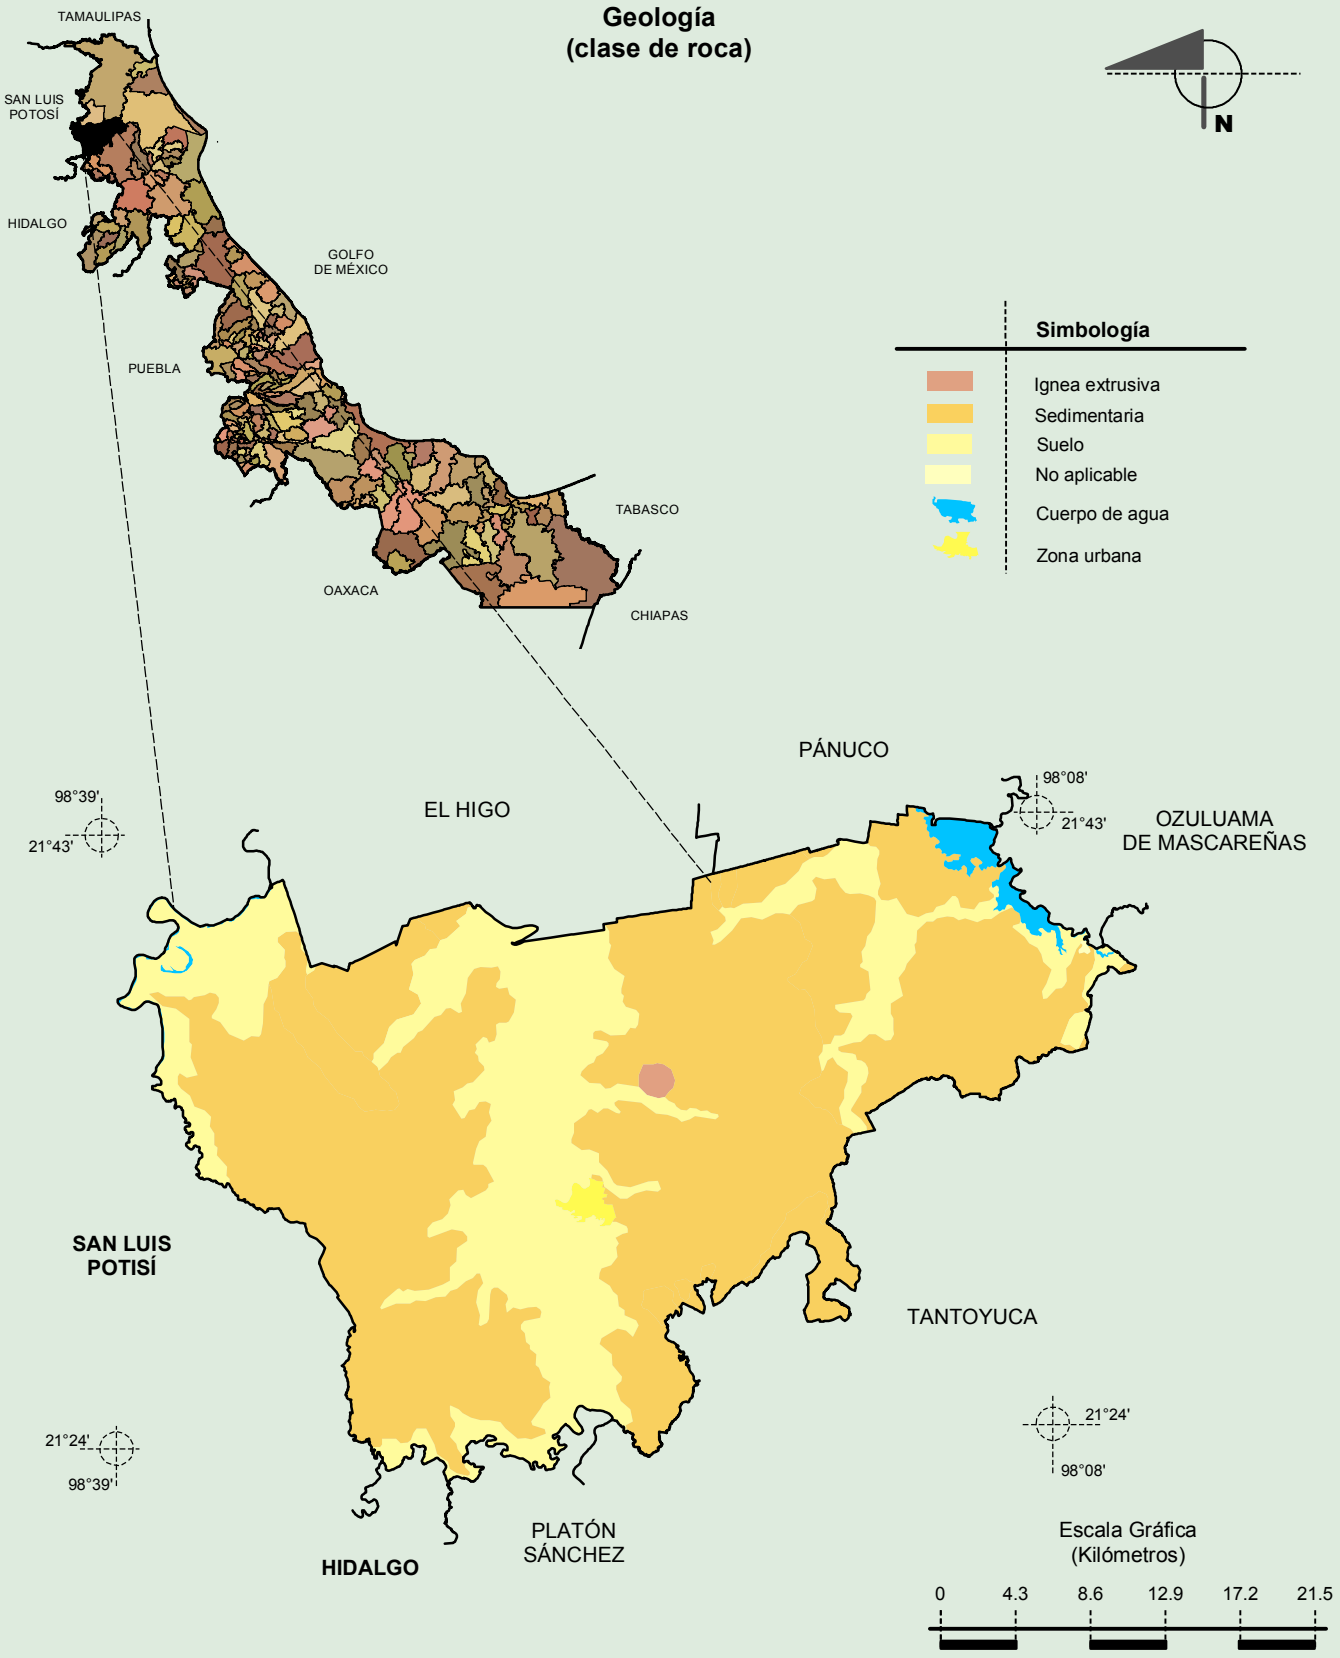 Geología
(clase de roca)
TAMAULIPAS
SAN LUIS
POTOSÍ
HIDALGO
GOLFO
DE MÉXICO
PUEBLA
TABASCO
OAXACA
CHIAPAS
N
Simbología
Ignea extrusiva
Sedimentaria
Suelo
No aplicable
Cuerpo de agua
Zona urbana
PÁNUCO
EL HIGO
OZULUAMA
DE MASCAREÑAS
98°39'
21°43'
98°08'
21°43'
SAN LUIS
POTISÍ
TANTOYUCA
21°24'
98°39'
21°24'
98°08'
PLATÓN
SÁNCHEZ
HIDALGO
Escala Gráfica
(Kilómetros)
0 4.3 8.6 12.9 17.2 21.5